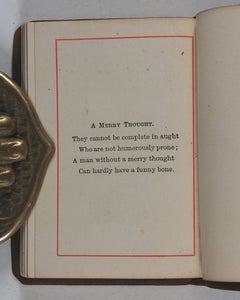 A MERRY THOUGHT.
They cannot be complete in aught
Who are not humorously prone;
A man without a merry thought
Can hardly have a funny bone.